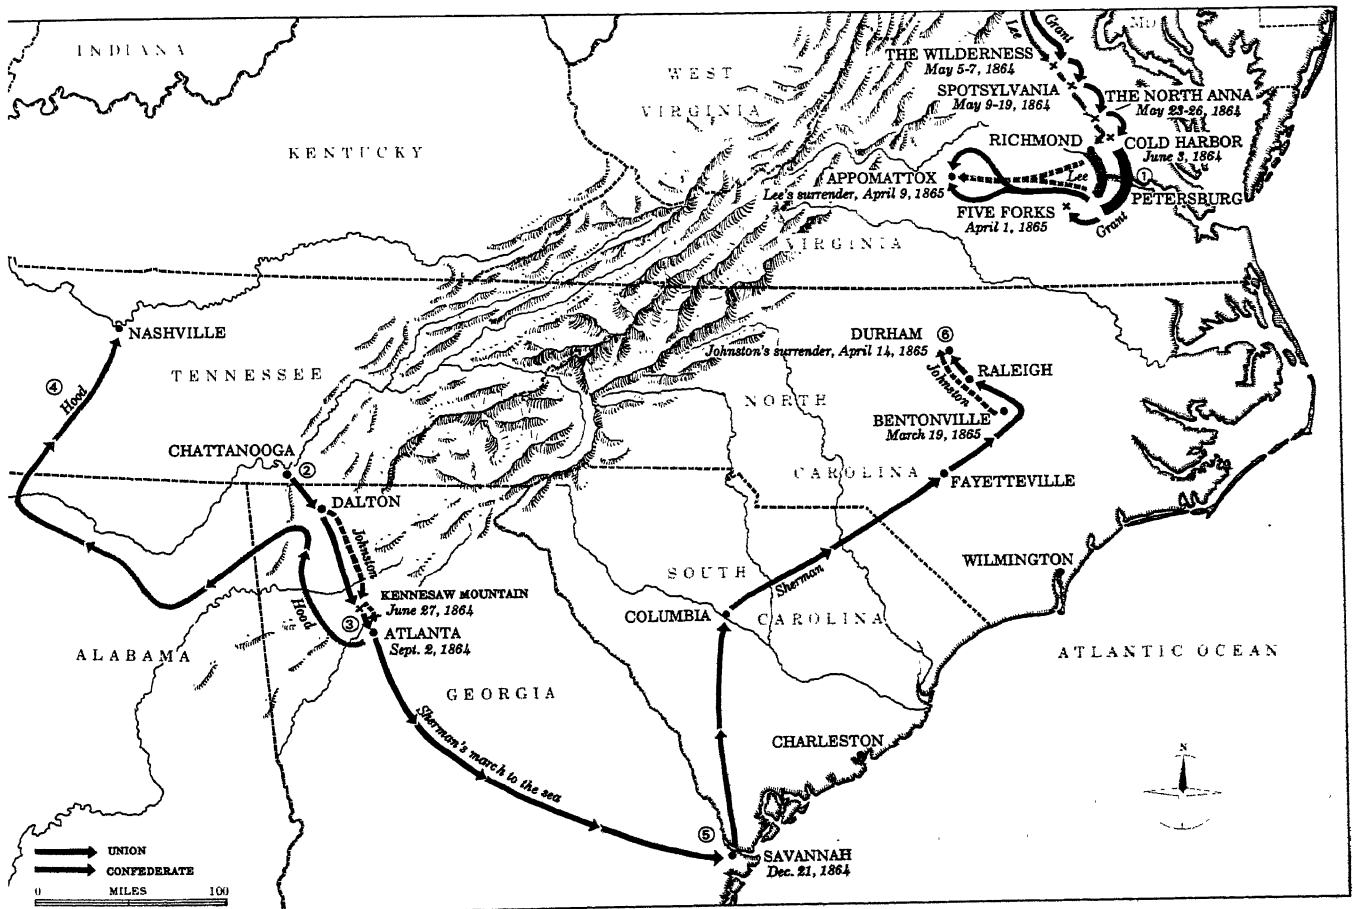 INDIANA
KENTUCKY
WEST
VIRGINIA
MD
Lee
Grant
THE WILDERNESS
May 5-7, 1864
SPOTSYLVANIA
May 9-19, 1864
THE NORTH ANNA
May 23-26, 1864
RICHMOND
COLD HARBOR
June 3, 1864
APPOMATTOX
Lee's surrender, April 9, 1865
Lee
①
PETERSBURG
FIVE FORKS
April 1, 1865
Grant
VIRGINIA
NASHVILLE
④
Hood
TENNESSEE
DURHAM
⑥
Johnston's surrender, April 14, 1865
RALEIGH
Johnston
NORTH
BENTONVILLE
March 19, 1865
CHATTANOOGA
②
CAROLINA
FAYETTEVILLE
DALTON
Johnston
WILMINGTON
SOUTH
Sherman
KENNESAW MOUNTAIN
June 27, 1864
Hood
③
COLUMBIA
CAROLINA
ATLANTA
Sept. 2, 1864
ALABAMA
ATLANTIC OCEAN
GEORGIA
Sherman's march to the sea
CHARLESTON
N
⑤
SAVANNAH
Dec. 21, 1864
UNION
CONFEDERATE
0 MILES 100